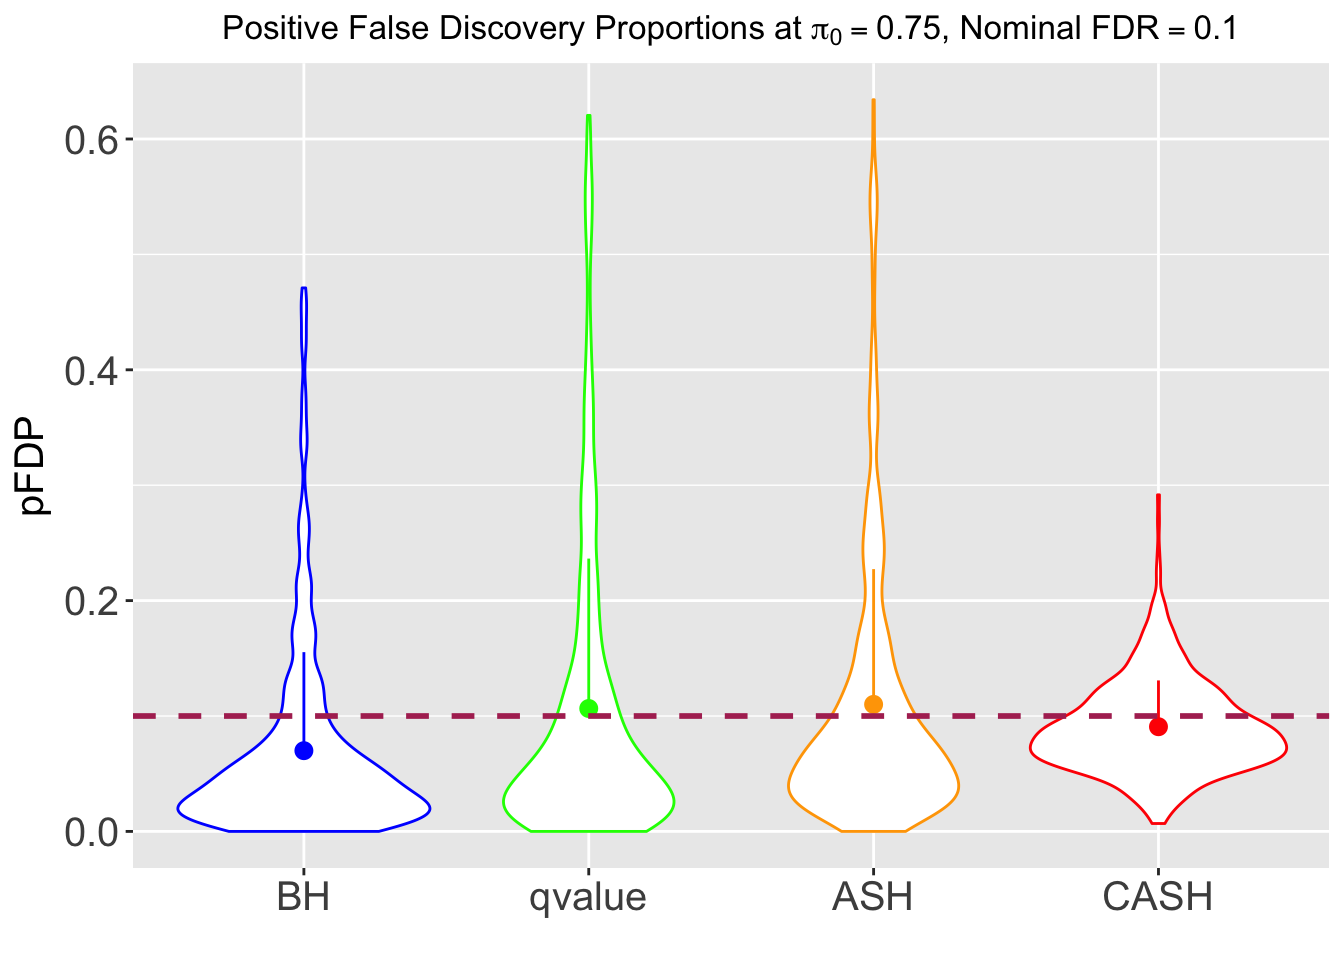 Positive False Discovery Proportions at π₀ = 0.75, Nominal FDR = 0.1
pFDP
0.6
0.4
0.2
0.0
BH qvalue ASH CASH